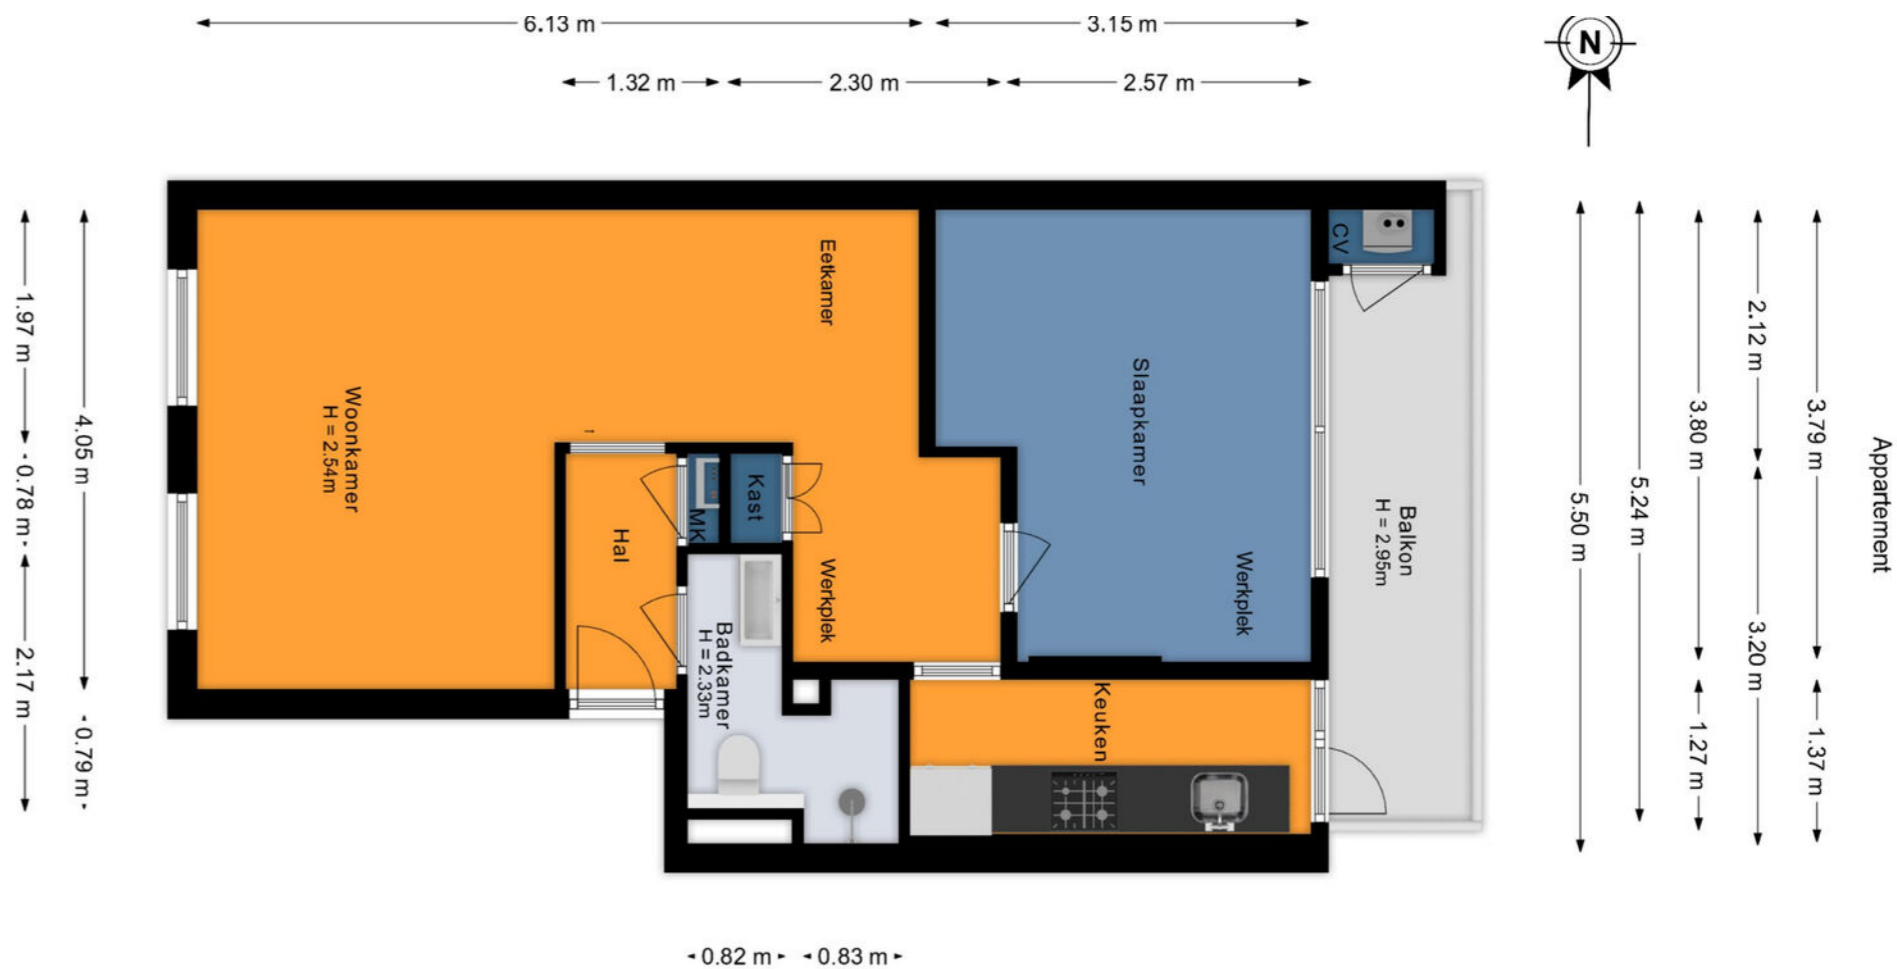 6.13 m
3.15 m
1.32 m
2.30 m
2.57 m
N
1.97 m
0.78 m
2.17 m
4.05 m
0.79 m
Eetkamer
Woonkamer
H = 2.54m
Hal
MK
Kast
Werkplek
Badkamer
H = 2.33m
Slaapkamer
Werkplek
Keuken
CV
Balkon
H = 2.95m
5.50 m
5.24 m
3.80 m
1.27 m
2.12 m
3.20 m
3.79 m
1.37 m
Appartement
0.82 m
0.83 m